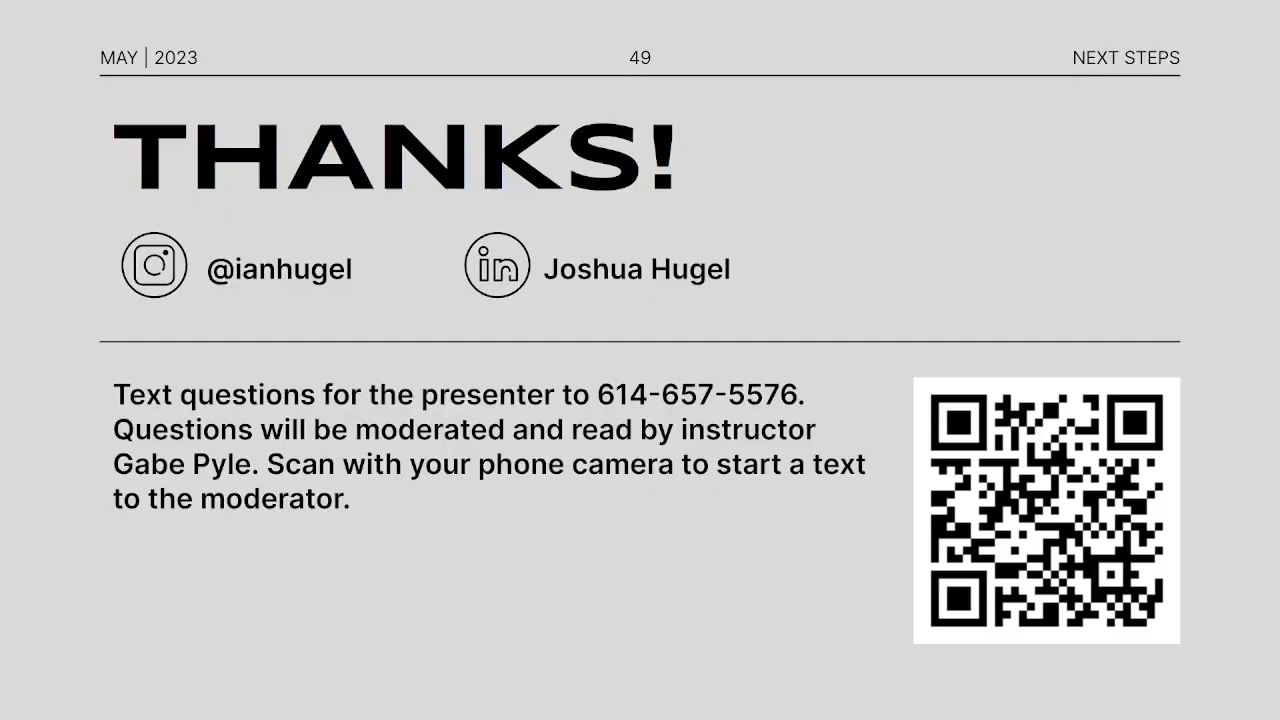 MAY | 2023
49
NEXT STEPS
THANKS!
@ianhugel
in Joshua Hugel
Text questions for the presenter to 614-657-5576.
Questions will be moderated and read by instructor
Gabe Pyle. Scan with your phone camera to start a text
to the moderator.